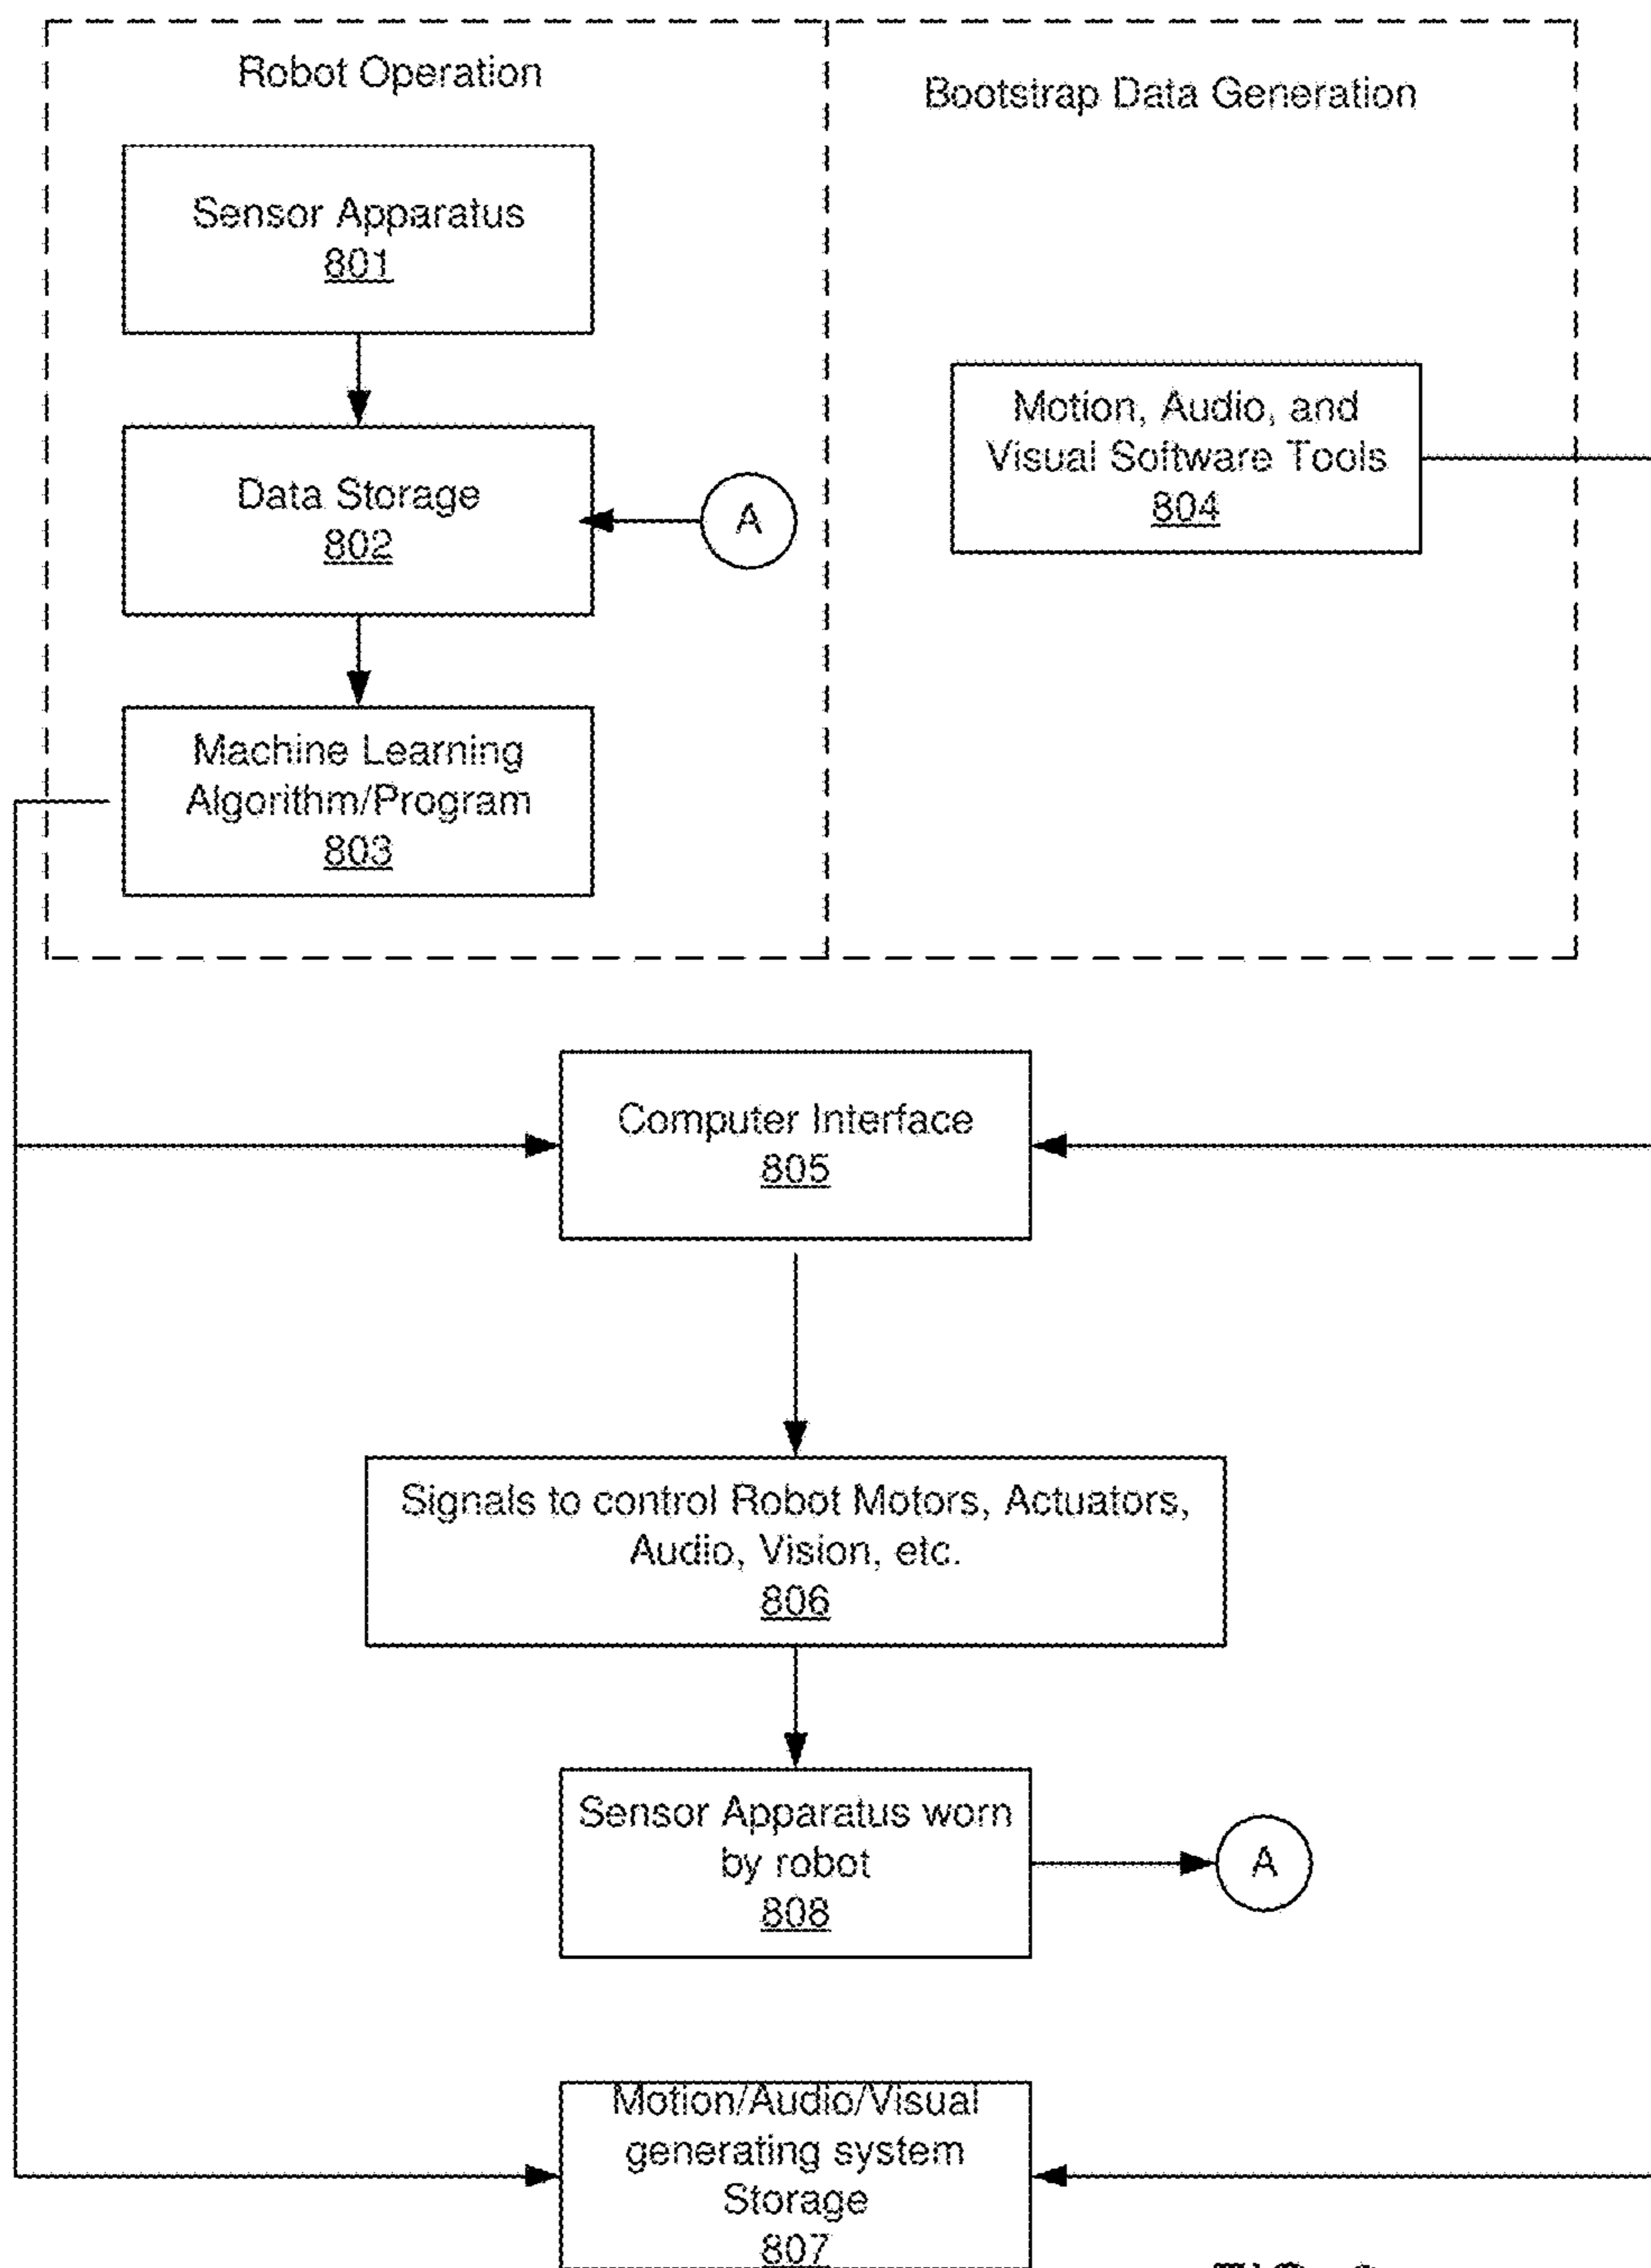 Robot Operation
Sensor Apparatus
801
Data Storage
802
A
Machine Learning
Algorithm/Program
803
Bootstrap Data Generation
Motion, Audio, and
Visual Software Tools
804
Computer Interface
805
Signals to control Robot Motors, Actuators,
Audio, Vision, etc.
806
Sensor Apparatus worn
by robot
808
A
Motion/Audio/Visual
generating system
Storage
807